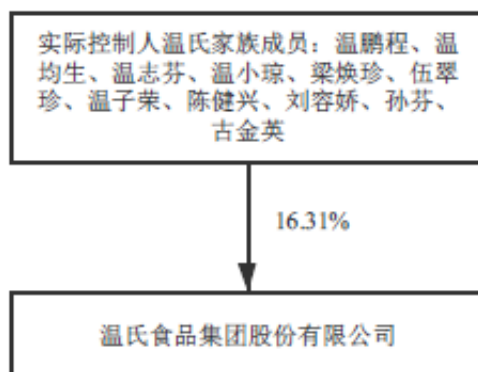 实际控制人温氏家族成员：温鹏程、温
均生、温志芬、温小琼、梁焕珍、伍翠
珍、温子荣、陈健兴、刘容娇、孙芬、
古金英
16.31%
温氏食品集团股份有限公司